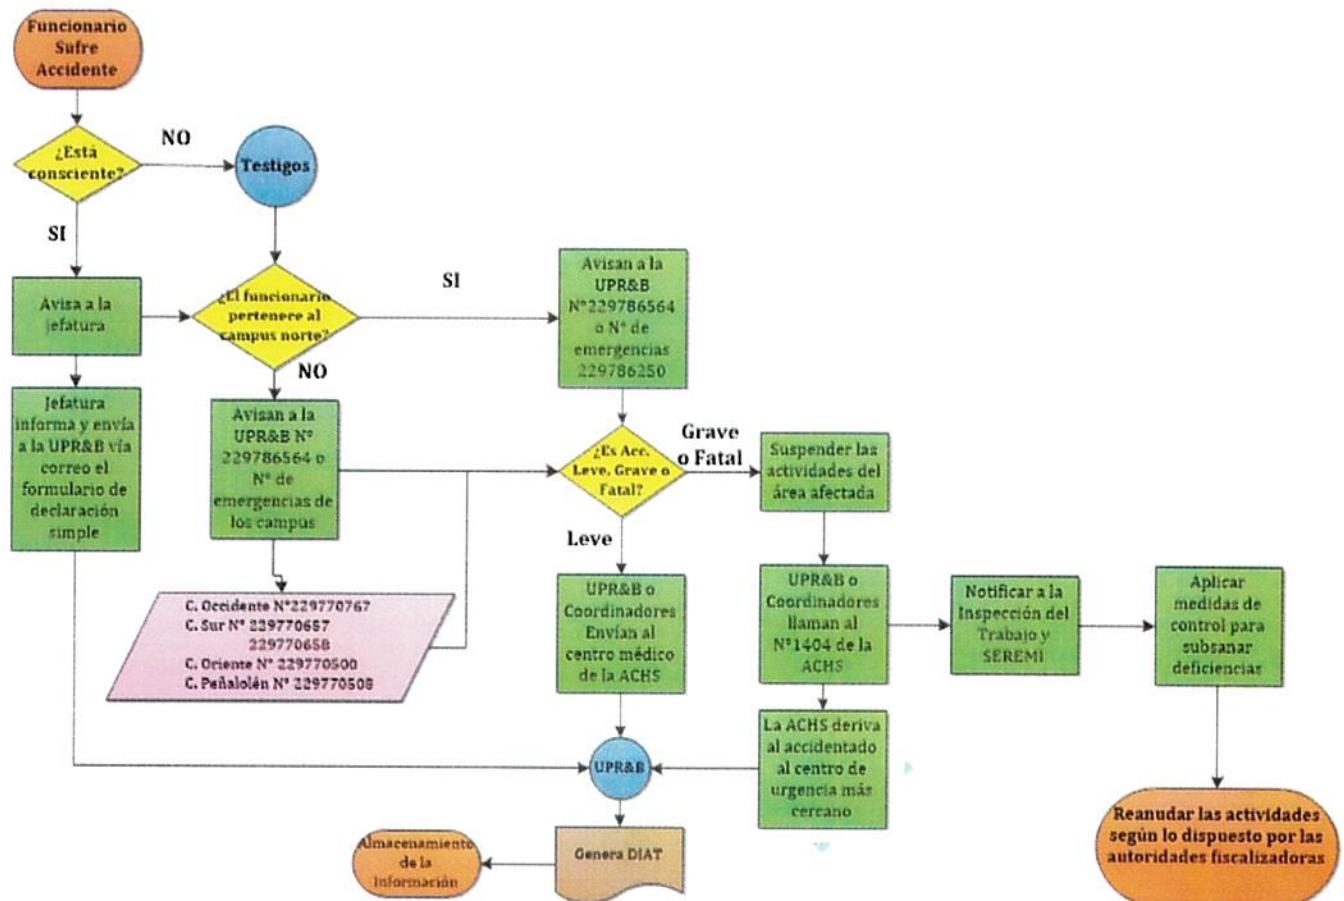 Funcionario
Sufre
Accidente
¿Está
consciente?
NO
Testigos
SI
Avisa a la
jefatura
¿El funcionario
pertenece al
campus norte?
SI
Avisan a la
UPR&B
N°229786564
o N° de
emergencias
229786250
NO
Jefatura
informa y envía
a la UPR&B vía
correo el
formulario de
declaración
simple
Avisan a la
UPR&B N°
229786564 o
N° de
emergencias de
los campus
¿Es Acc.
Leve, Grave o
Fatal?
Grave
o Fatal
Suspender las
actividades del
área afectada
Leve
C. Occidente N°229770767
C. Sur N° 229770657
229770658
C. Oriente N° 229770500
C. Peñalolén N° 229770508
UPR&B o
Coordinadores
Envían al
centro médico
de la ACHS
UPR&B o
Coordinadores
llaman al
N°1404 de la
ACHS
Notificar a la
Inspección del
Trabajo y
SEREMI
Aplicar
medidas de
control para
subsanar
deficiencias
UPR&B
La ACHS deriva
al accidentado
al centro de
urgencia más
cercano
Genera DIAT
Almacenamiento
de la
Información
Reanudar las actividades
según lo dispuesto por las
autoridades fiscalizadoras